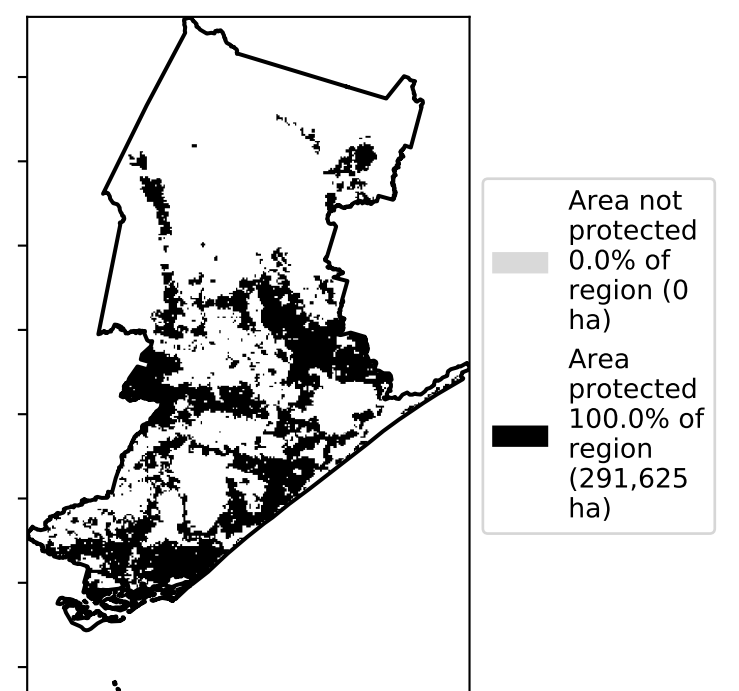 Area not
protected
0.0% of
region (0
ha)
Area
protected
100.0% of
region
(291,625
ha)